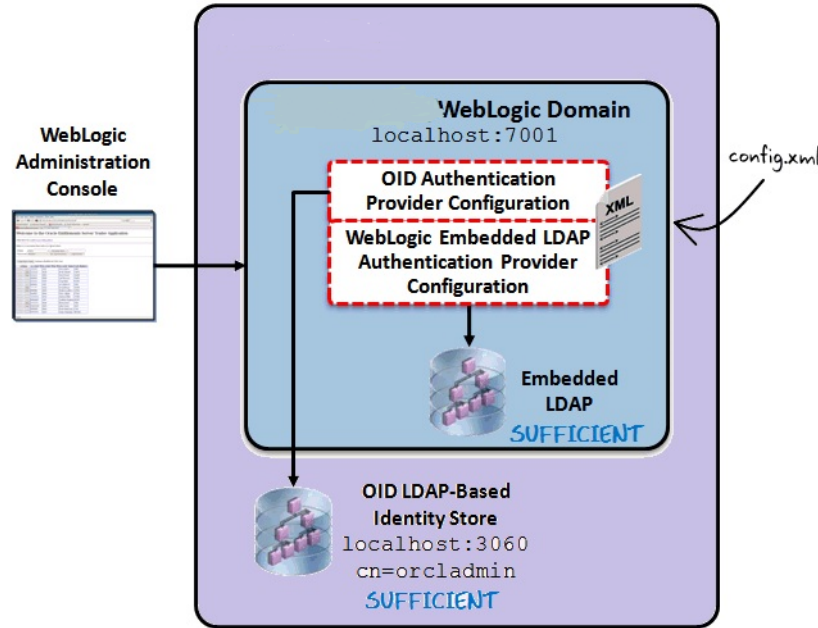 WebLogic
Administration
Console
WebLogic Domain
localhost:7001
OID Authentication
Provider Configuration
WebLogic Embedded LDAP
Authentication Provider
Configuration
XML
config.xml
Embedded
LDAP
SUFFICIENT
OID LDAP-Based
Identity Store
localhost:3060
cn=orcladmin
SUFFICIENT